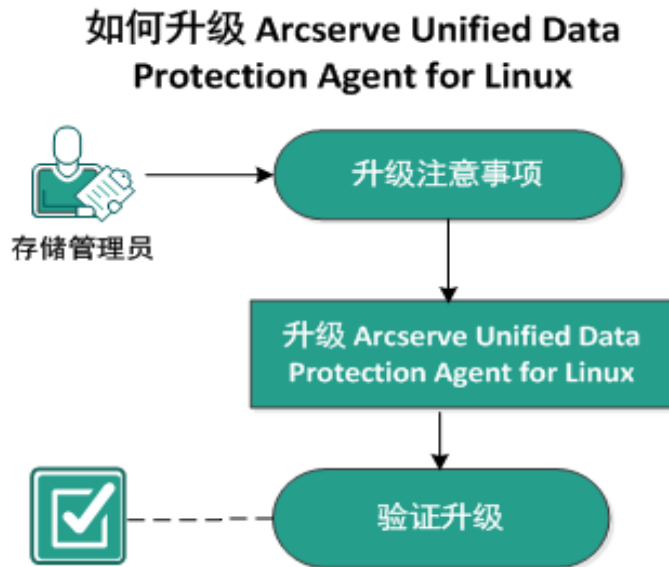 如何升级 Arcserve Unified Data
Protection Agent for Linux
升级注意事项
存储管理员
升级 Arcserve Unified Data
Protection Agent for Linux
验证升级